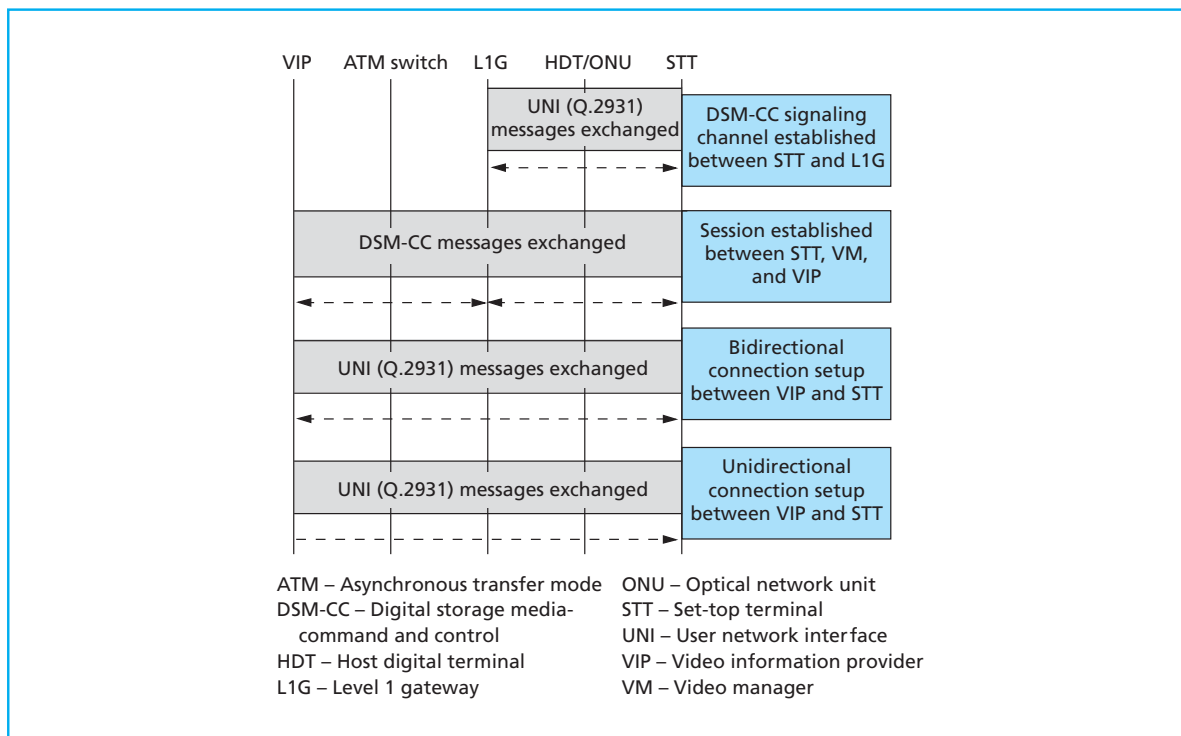 VIP ATM switch L1G HDT/ONU STT
UNI (Q.2931)
messages exchanged
DSM-CC signaling
channel established
between STT and L1G
DSM-CC messages exchanged
Session established
between STT, VM,
and VIP
UNI (Q.2931) messages exchanged
Bidirectional
connection setup
between VIP and STT
UNI (Q.2931) messages exchanged
Unidirectional
connection setup
between VIP and STT
ATM – Asynchronous transfer mode
DSM-CC – Digital storage media-
command and control
HDT – Host digital terminal
L1G – Level 1 gateway
ONU – Optical network unit
STT – Set-top terminal
UNI – User network interface
VIP – Video information provider
VM – Video manager